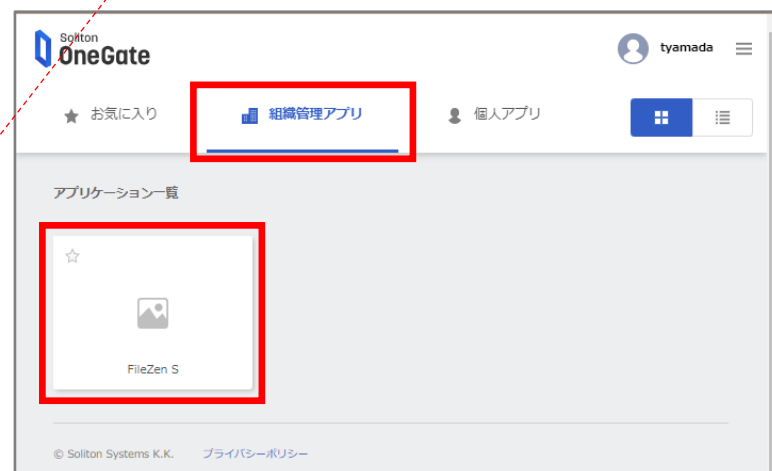 Soliton
OneGate
tyamada
お気に入り
組織管理アプリ
個人アプリ
アプリケーション一覧
FileZen S
© Soliton Systems K.K. プライバシーポリシー